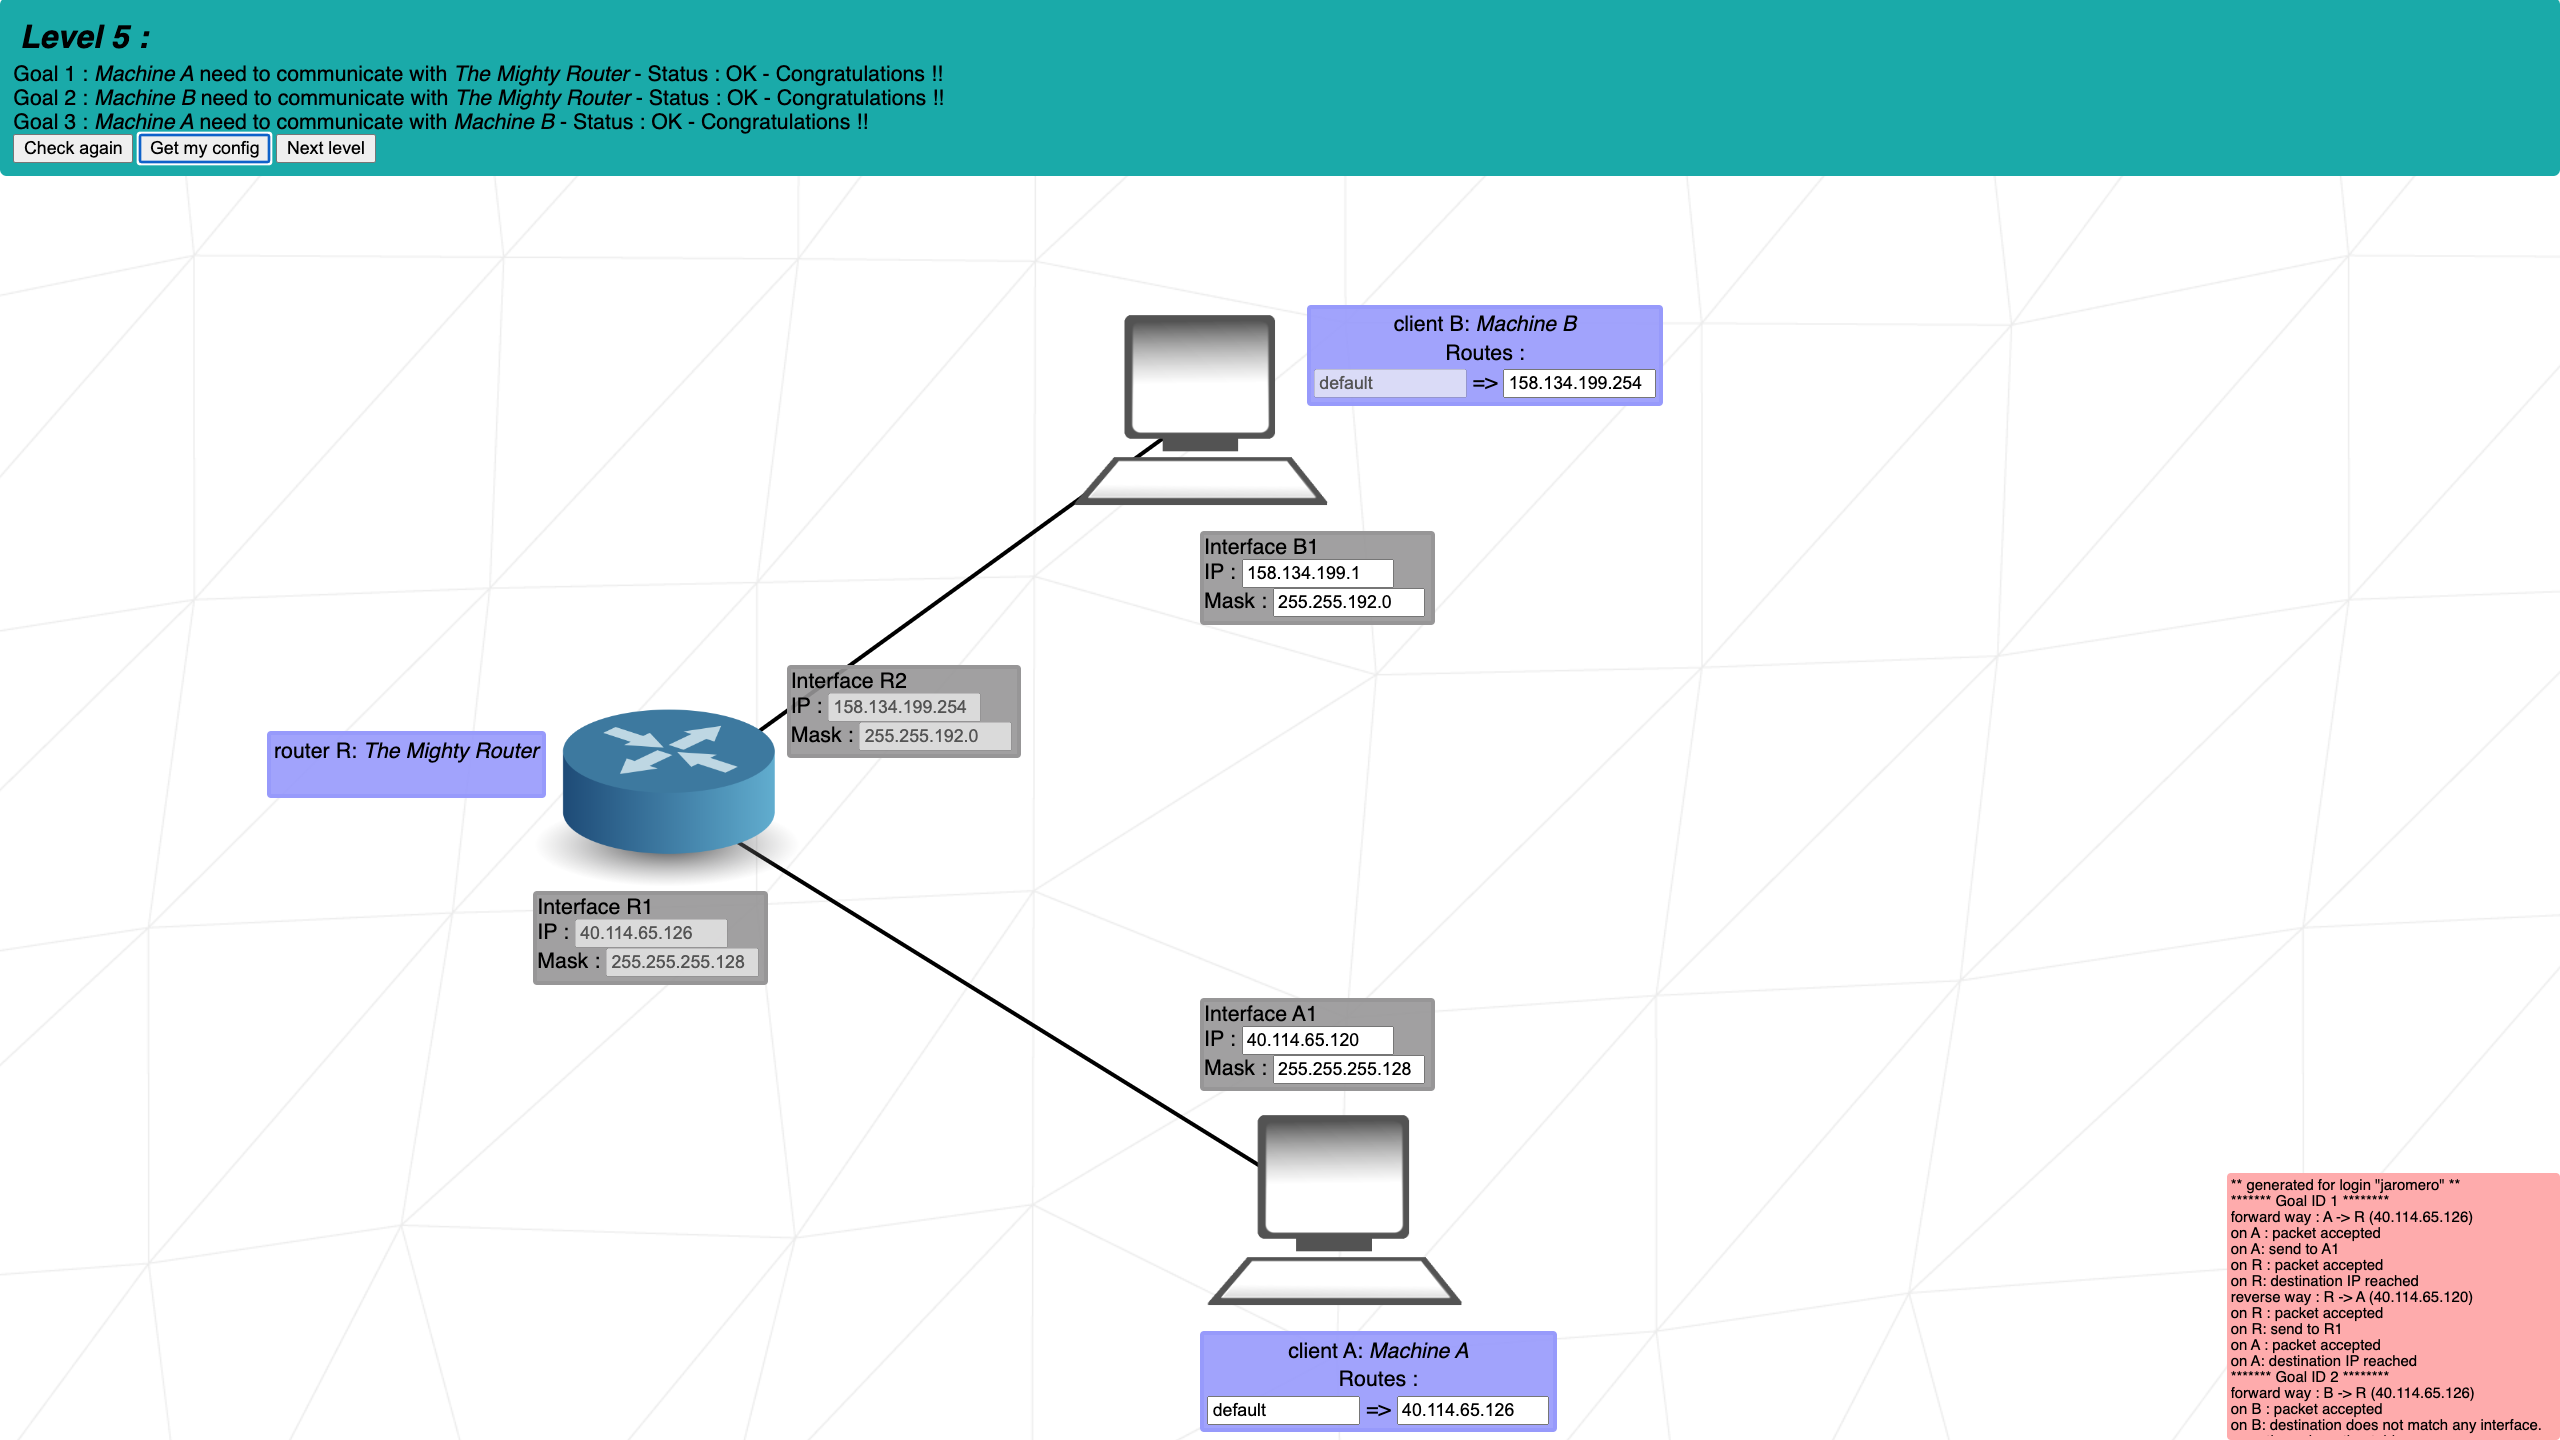 Level 5 :
Goal 1 : Machine A need to communicate with The Mighty Router - Status : OK - Congratulations !!
Goal 2 : Machine B need to communicate with The Mighty Router - Status : OK - Congratulations !!
Goal 3 : Machine A need to communicate with Machine B - Status : OK - Congratulations !!
Check again Get my config Next level
client B: Machine B
Routes :
default => 158.134.199.254
Interface B1
IP : 158.134.199.1
Mask : 255.255.192.0
Interface R2
IP : 158.134.199.254
Mask : 255.255.192.0
router R: The Mighty Router
Interface R1
IP : 40.114.65.126
Mask : 255.255.255.128
Interface A1
IP : 40.114.65.120
Mask : 255.255.255.128
client A: Machine A
Routes :
default => 40.114.65.126
** generated for login "jaromero" **
******* Goal ID 1 ********
forward way : A -> R (40.114.65.126)
on A : packet accepted
on A: send to A1
on R : packet accepted
on R: destination IP reached
reverse way : R -> A (40.114.65.120)
on R : packet accepted
on R: send to R1
on A : packet accepted
on A: destination IP reached
******* Goal ID 2 ********
forward way : B -> R (40.114.65.126)
on B : packet accepted
on B: destination does not match any interface.